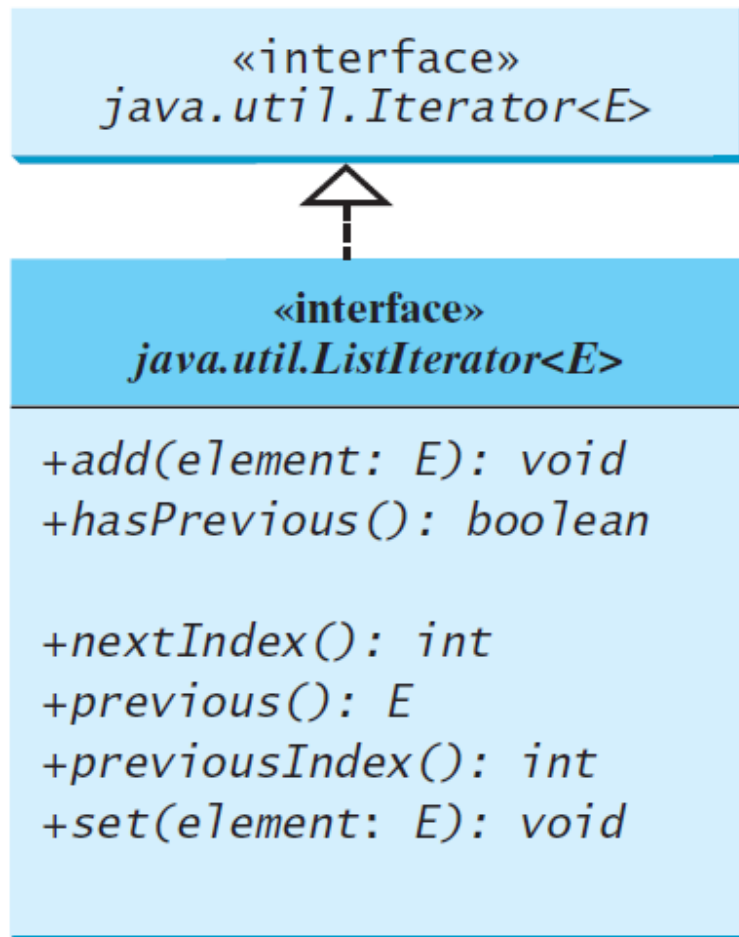 «interface»
java.util.Iterator<E>
«interface»
java.util.ListIterator<E>
+add(element: E): void
+hasPrevious(): boolean
+nextIndex(): int
+previous(): E
+previousIndex(): int
+set(element: E): void